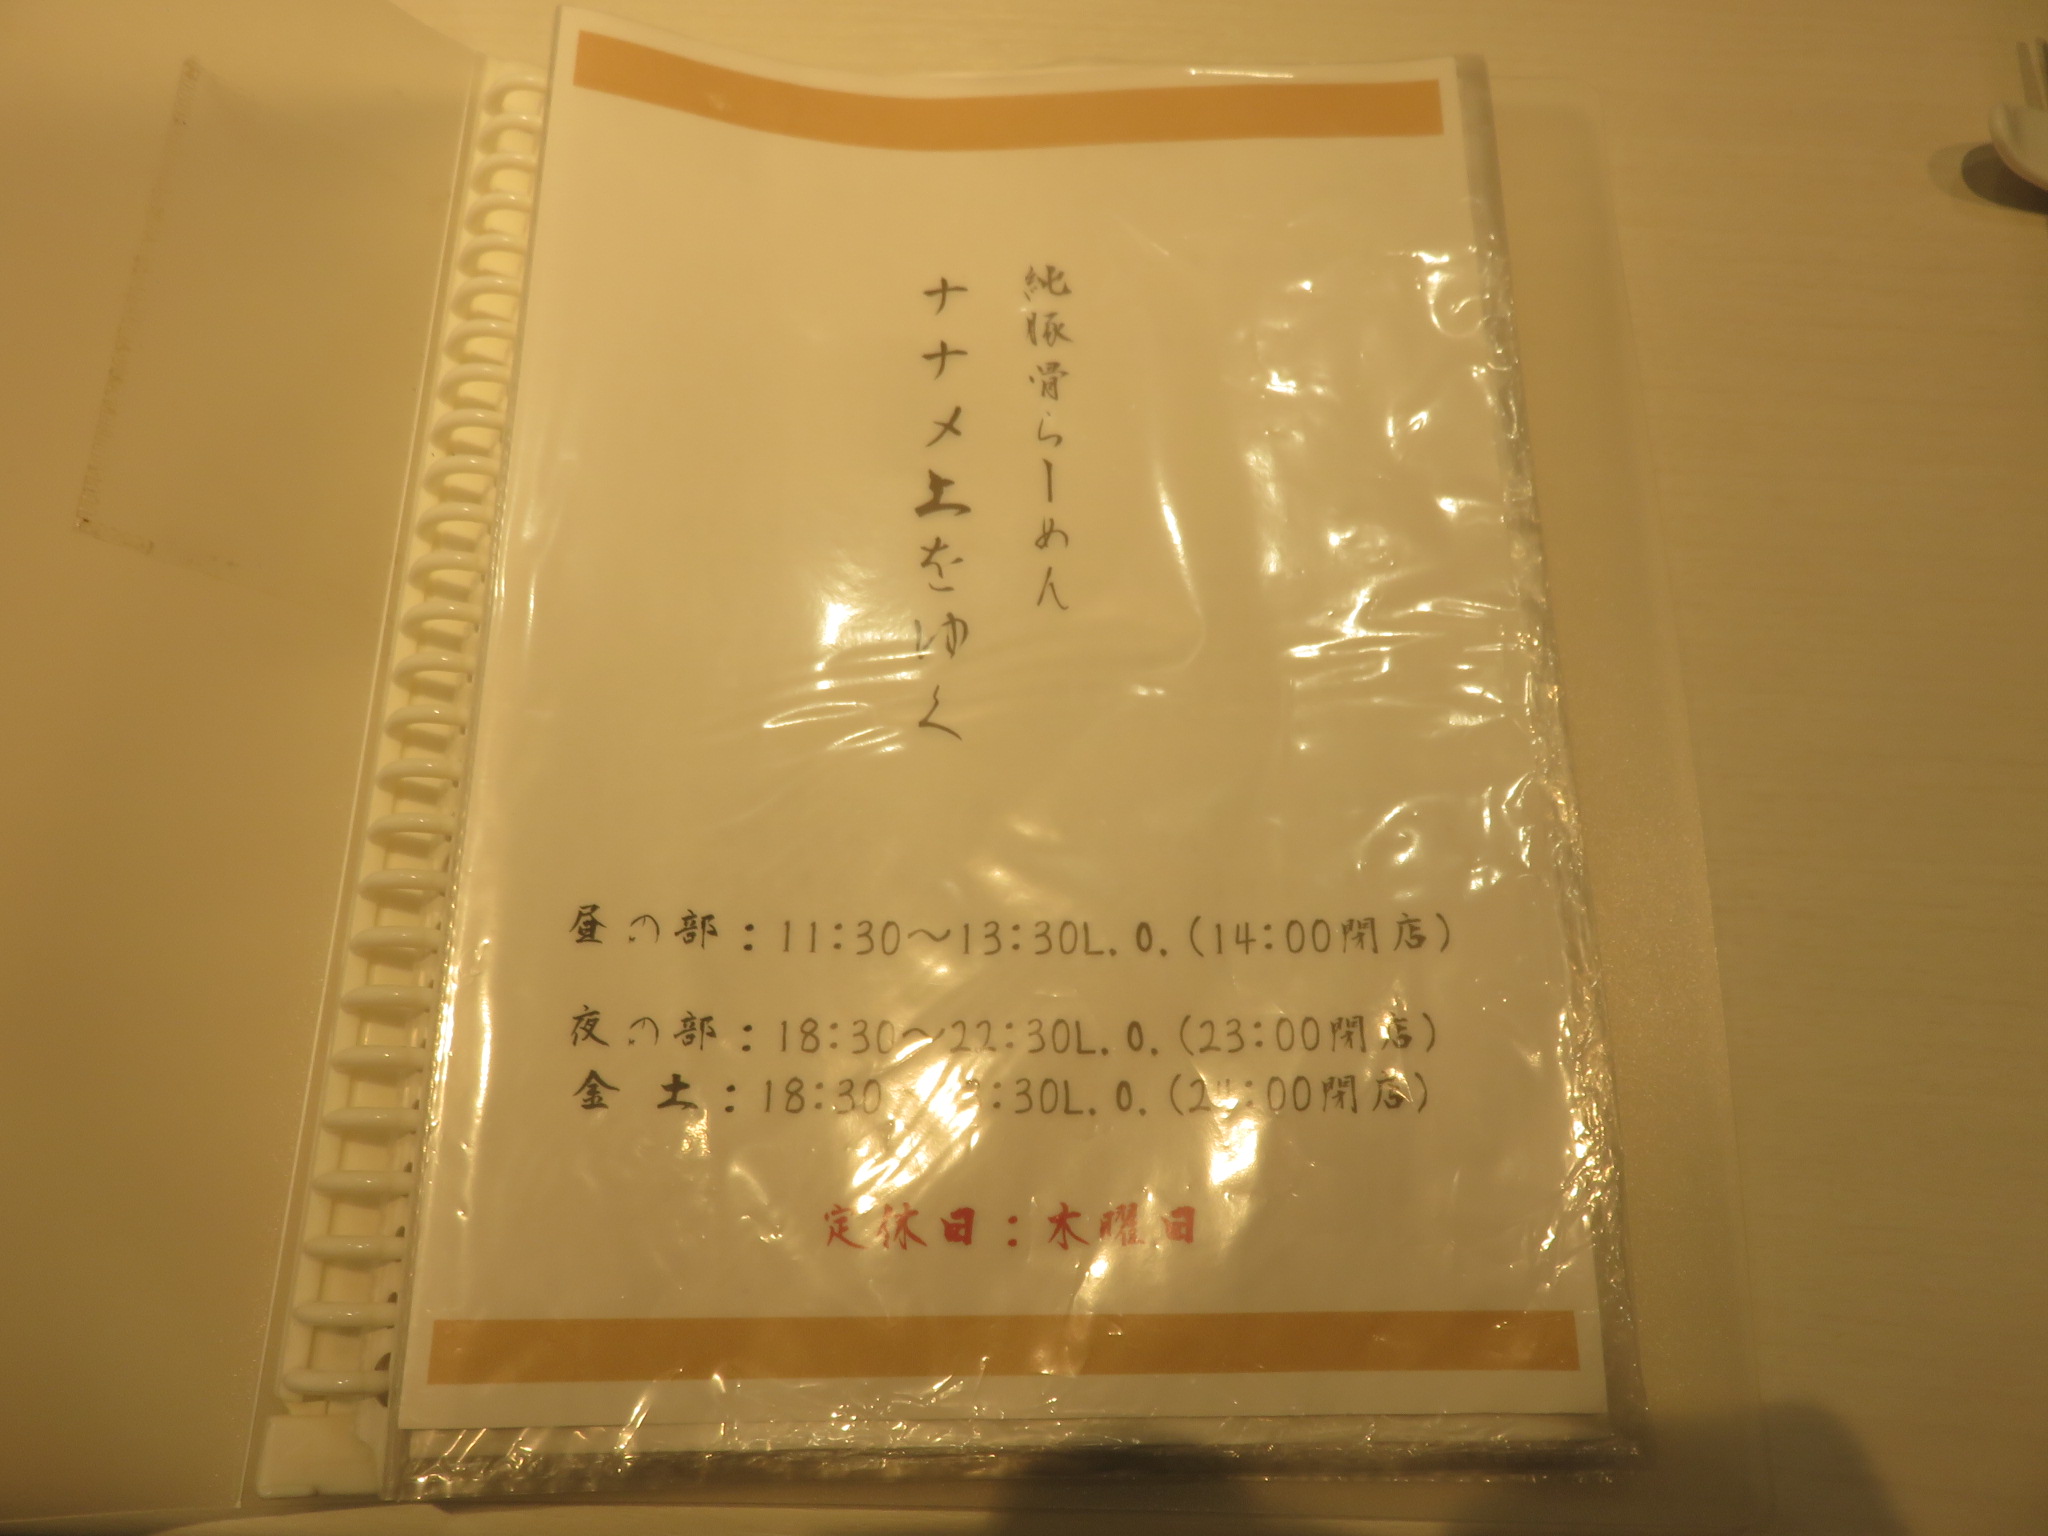 純豚骨らーめん
ナナメ上をゆく
昼の部：11:30～13:30L.O.(14:00閉店)
夜の部：18:30～22:30L.O.(23:00閉店)
金 土：18:30 :30L.O.(24:00閉店)
定休日：木曜日